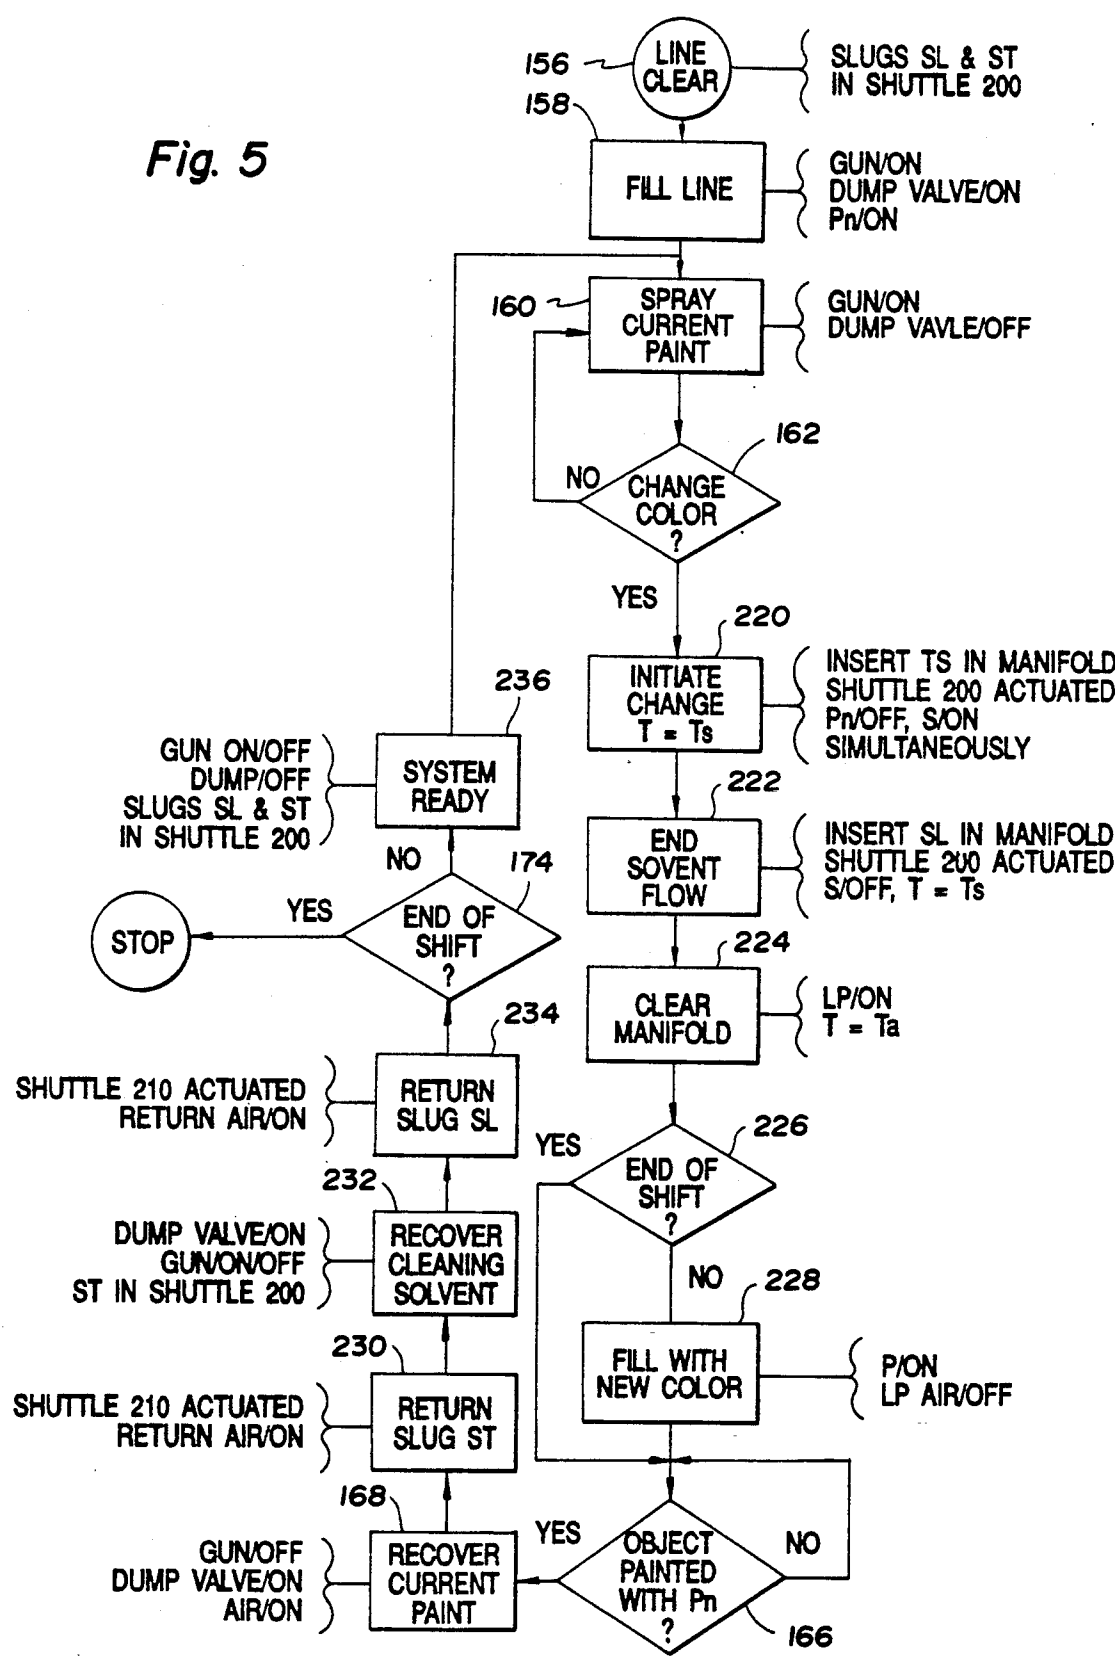 Fig. 5
156
LINE
CLEAR
SLUGS SL & ST
IN SHUTTLE 200
158
FILL LINE
GUN/ON
DUMP VALVE/ON
Pn/ON
160
SPRAY
CURRENT
PAINT
GUN/ON
DUMP VAVLE/OFF
162
NO
CHANGE
COLOR
?
YES
220
INITIATE
CHANGE
T = Ts
INSERT TS IN MANIFOLD
SHUTTLE 200 ACTUATED
Pn/OFF, S/ON
SIMULTANEOUSLY
222
END
SOVENT
FLOW
INSERT SL IN MANIFOLD
SHUTTLE 200 ACTUATED
S/OFF, T = Ts
224
CLEAR
MANIFOLD
LP/ON
T = Ta
226
YES
END OF
SHIFT
?
NO
228
FILL WITH
NEW COLOR
P/ON
LP AIR/OFF
OBJECT
PAINTED
WITH Pn
?
NO
166
YES
168
RECOVER
CURRENT
PAINT
GUN/OFF
DUMP VALVE/ON
AIR/ON
230
RETURN
SLUG ST
SHUTTLE 210 ACTUATED
RETURN AIR/ON
232
RECOVER
CLEANING
SOLVENT
DUMP VALVE/ON
GUN/ON/OFF
ST IN SHUTTLE 200
234
RETURN
SLUG SL
SHUTTLE 210 ACTUATED
RETURN AIR/ON
174
END OF
SHIFT
?
YES
STOP
NO
236
SYSTEM
READY
GUN ON/OFF
DUMP/OFF
SLUGS SL & ST
IN SHUTTLE 200